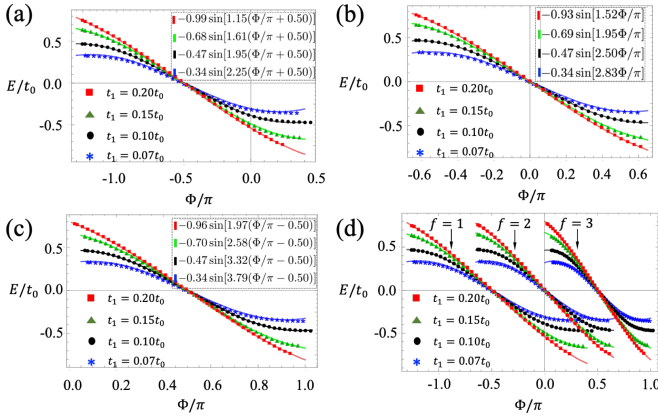 (a)
−0.99 sin[1.15(Φ/π + 0.50)]
−0.68 sin[1.61(Φ/π + 0.50)]
−0.47 sin[1.95(Φ/π + 0.50)]
−0.34 sin[2.25(Φ/π + 0.50)]
E/t₀
0.5
0.0
-0.5
t₁ = 0.20t₀
t₁ = 0.15t₀
t₁ = 0.10t₀
t₁ = 0.07t₀
-1.0
-0.5
0.0
0.5
Φ/π
(b)
−0.93 sin[1.52Φ/π]
−0.69 sin[1.95Φ/π]
−0.47 sin[2.50Φ/π]
−0.34 sin[2.83Φ/π]
E/t₀
0.5
0.0
-0.5
t₁ = 0.20t₀
t₁ = 0.15t₀
t₁ = 0.10t₀
t₁ = 0.07t₀
-0.6 -0.4 -0.2 0.0 0.2 0.4 0.6
Φ/π
(c)
−0.96 sin[1.97(Φ/π − 0.50)]
−0.70 sin[2.58(Φ/π − 0.50)]
−0.47 sin[3.32(Φ/π − 0.50)]
−0.34 sin[3.79(Φ/π − 0.50)]
E/t₀
0.5
0.0
-0.5
t₁ = 0.20t₀
t₁ = 0.15t₀
t₁ = 0.10t₀
t₁ = 0.07t₀
0.0 0.2 0.4 0.6 0.8 1.0
Φ/π
(d)
f = 1
f = 2
f = 3
E/t₀
0.5
0.0
-0.5
t₁ = 0.20t₀
t₁ = 0.15t₀
t₁ = 0.10t₀
t₁ = 0.07t₀
-1.0 -0.5 0.0 0.5 1.0
Φ/π